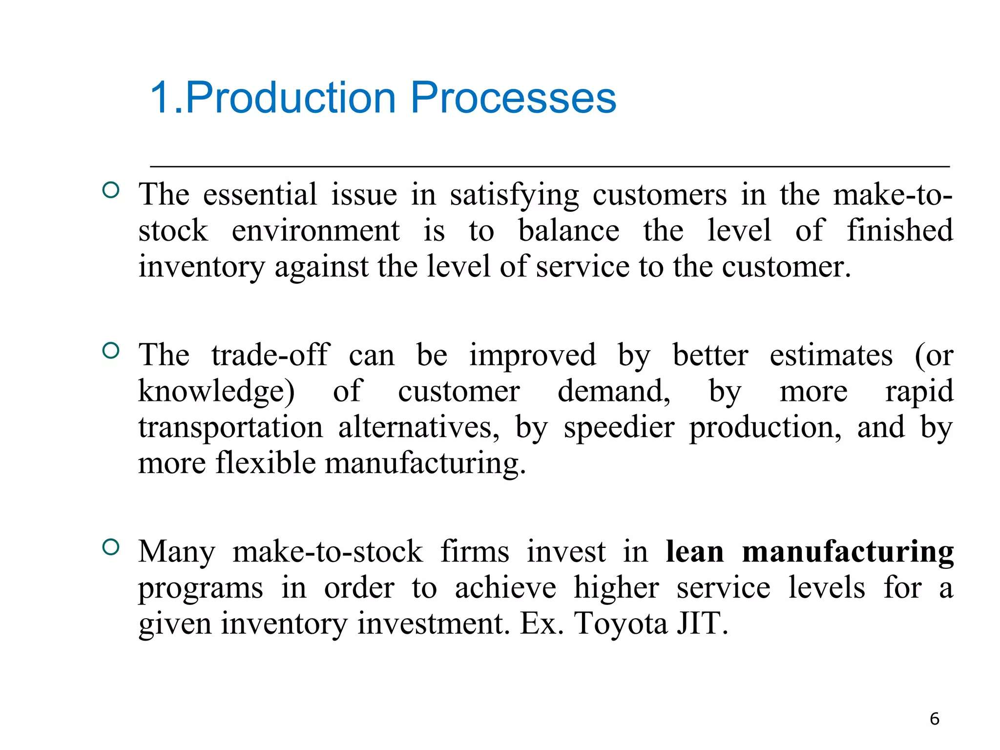 1.Production Processes
The essential issue in satisfying customers in the make-to-
stock environment is to balance the level of finished
inventory against the level of service to the customer.
The trade-off can be improved by better estimates (or
knowledge) of customer demand, by more rapid
transportation alternatives, by speedier production, and by
more flexible manufacturing.
Many make-to-stock firms invest in lean manufacturing
programs in order to achieve higher service levels for a
given inventory investment. Ex. Toyota JIT.
6